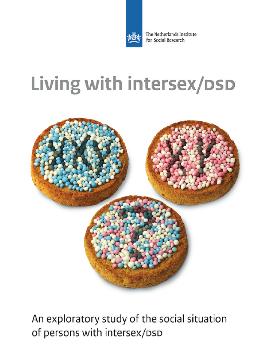 The Netherlands Institute
for Social Research
Living with intersex/DSD
XX
XY
?
An exploratory study of the social situation
of persons with intersex/DSD